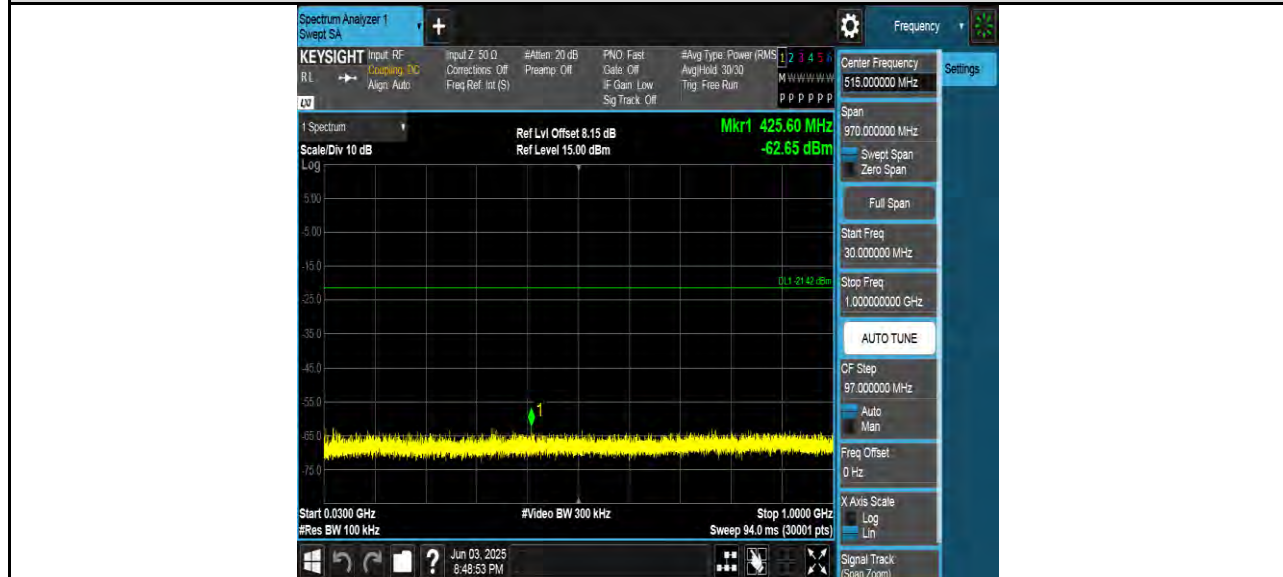 Spectrum Analyzer 1
Swept SA
+
Frequency
KEYSIGHT
Input: RF
Coupling: DC
Align: Auto
RL
LXI
Input Z: 50 Ω
Corrections: Off
Freq Ref: Int (S)
#Atten: 20 dB
Preamp: Off
PNO: Fast
Gate: Off
IF Gain: Low
Sig Track: Off
#Avg Type: Power (RMS
Avg|Hold: 30/30
Trig: Free Run
1 2 3 4 5 6
M W W W W W
P P P P P P
Center Frequency
515.000000 MHz
Settings
1 Spectrum
Scale/Div 10 dB
Ref Lvl Offset 8.15 dB
Ref Level 15.00 dBm
Mkr1 425.60 MHz
-62.65 dBm
Span
970.000000 MHz
Swept Span
Zero Span
Full Span
Start Freq
30.000000 MHz
Stop Freq
1.000000000 GHz
AUTO TUNE
CF Step
97.000000 MHz
Auto
Man
Freq Offset
0 Hz
X Axis Scale
Log
Lin
Signal Track
(Span Zoom)
Log
5.00
-5.00
-15.0
DL1 -21.42 dBm
-25.0
-35.0
-45.0
-55.0
1
-65.0
-75.0
Start 0.0300 GHz
#Res BW 100 kHz
#Video BW 300 kHz
Stop 1.0000 GHz
Sweep 94.0 ms (30001 pts)
?
Jun 03, 2025
8:48:53 PM